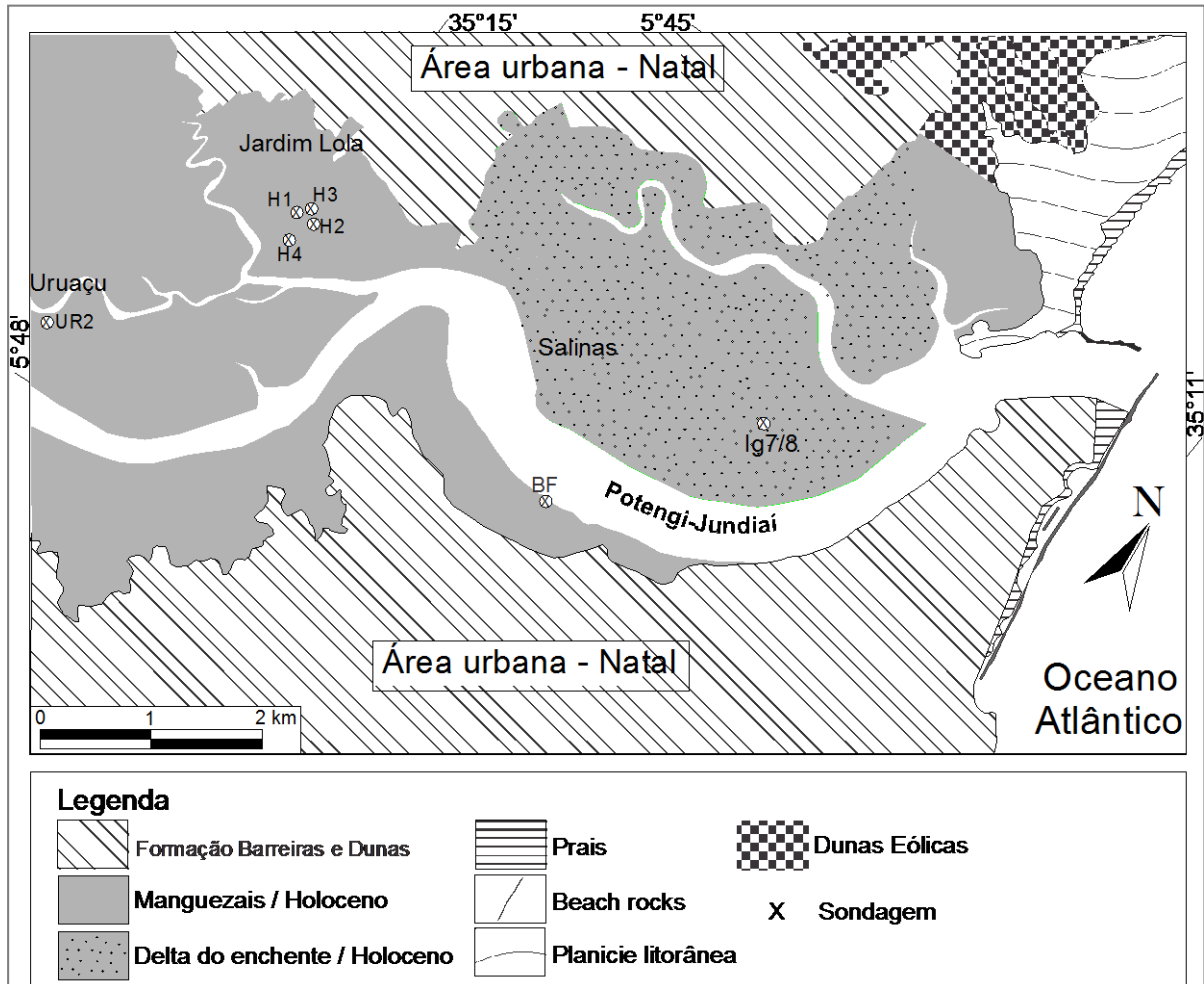 35°15'
5°45'
Área urbana - Natal
Jardim Lola
H1
H3
H2
H4
Uruaçu
UR2
5°48'
Salinas
35°11'
Ig7/8
BF
Potengi-Jundiaí
N
Área urbana - Natal
Oceano
Atlântico
0 1 2 km
Legenda
Formação Barreiras e Dunas
Prais
Dunas Eólicas
Manguezais / Holoceno
Beach rocks
X Sondagem
Delta do enchente / Holoceno
Planicie litorânea